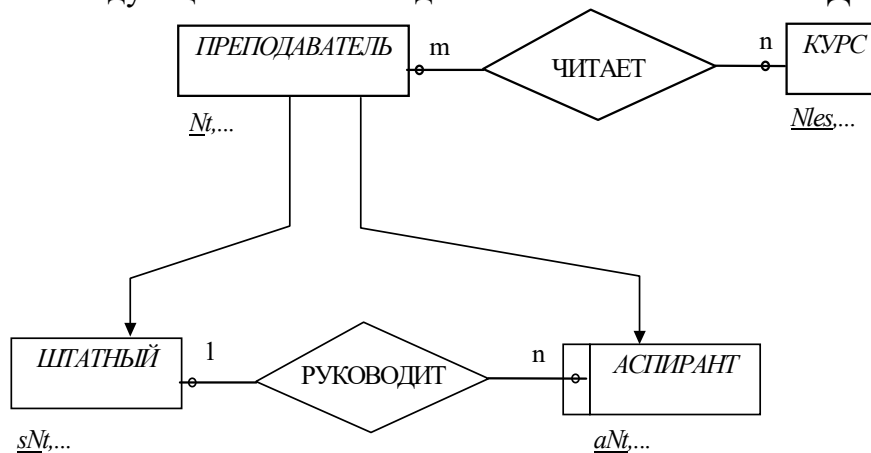 ПРЕПОДАВАТЕЛЬ m ЧИТАЕТ n КУРС
Nt,...
Nles,...
ШТАТНЫЙ 1 РУКОВОДИТ n АСПИРАНТ
sNt,...
aNt,...